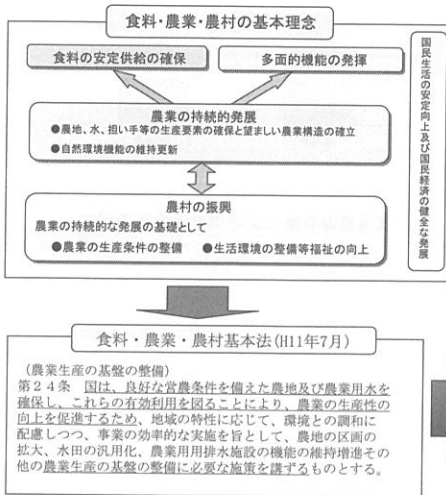 食料・農業・農村の基本理念
食料の安定供給の確保
多面的機能の発揮
国民生活の安定向上及び国民経済の健全な発展
農業の持続的発展
●農地、水、担い手等の生産要素の確保と望ましい農業構造の確立
●自然環境機能の維持更新
農村の振興
農業の持続的な発展の基礎として
●農業の生産条件の整備　●生活環境の整備等福祉の向上
食料・農業・農村基本法(H11年7月)
(農業生産の基盤の整備)
第24条　国は、良好な営農条件を備えた農地及び農業用水を
確保し、これらの有効利用を図ることにより、農業の生産性の
向上を促進するため、地域の特性に応じて、環境との調和に
配慮しつつ、事業の効率的な実施を旨として、農地の区画の
拡大、水田の汎用化、農業用用排水施設の機能の維持増進その
他の農業生産の基盤の整備に必要な施策を講ずるものとする。